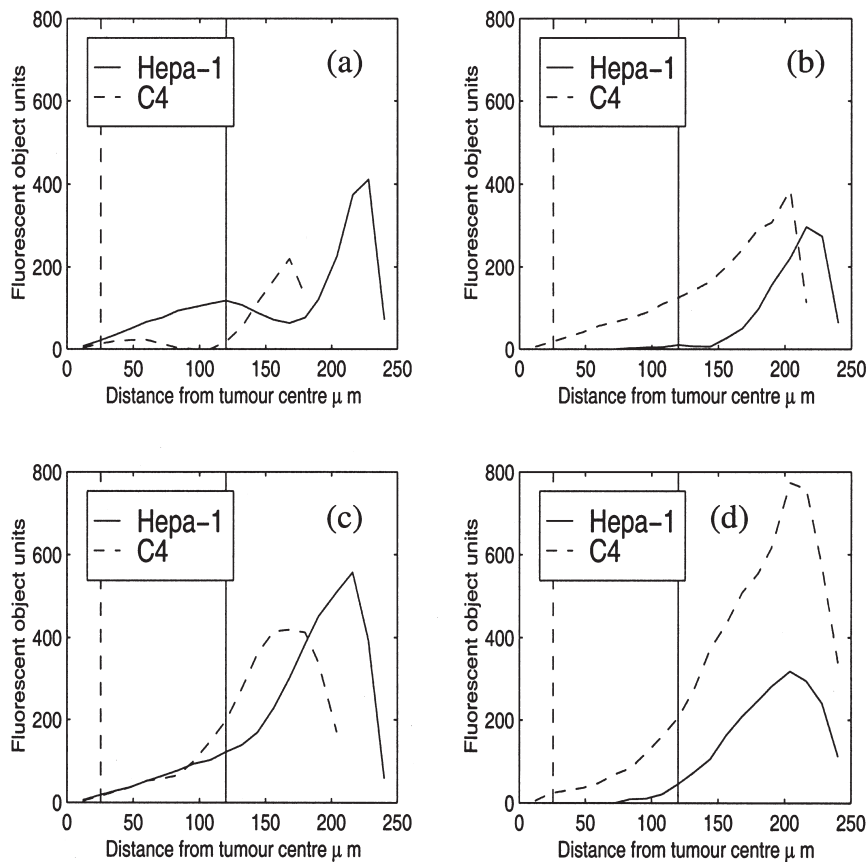 800
600
400
200
0
Fluorescent object units
Hepa−1
C4
(a)
0 50 100 150 200 250
Distance from tumour centre μ m
800
600
400
200
0
Fluorescent object units
Hepa−1
C4
(b)
0 50 100 150 200 250
Distance from tumour centre μ m
800
600
400
200
0
Fluorescent object units
Hepa−1
C4
(c)
0 50 100 150 200 250
Distance from tumour centre μ m
800
600
400
200
0
Fluorescent object units
Hepa−1
C4
(d)
0 50 100 150 200 250
Distance from tumour centre μ m